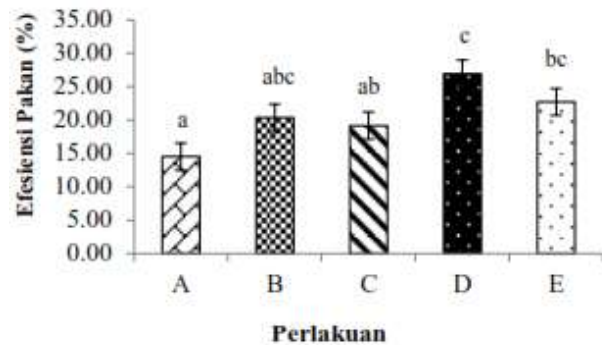 Efesiensi Pakan (%)
35.00
30.00
25.00
20.00
15.00
10.00
5.00
0.00
a
abc
ab
c
bc
A B C D E
Perlakuan